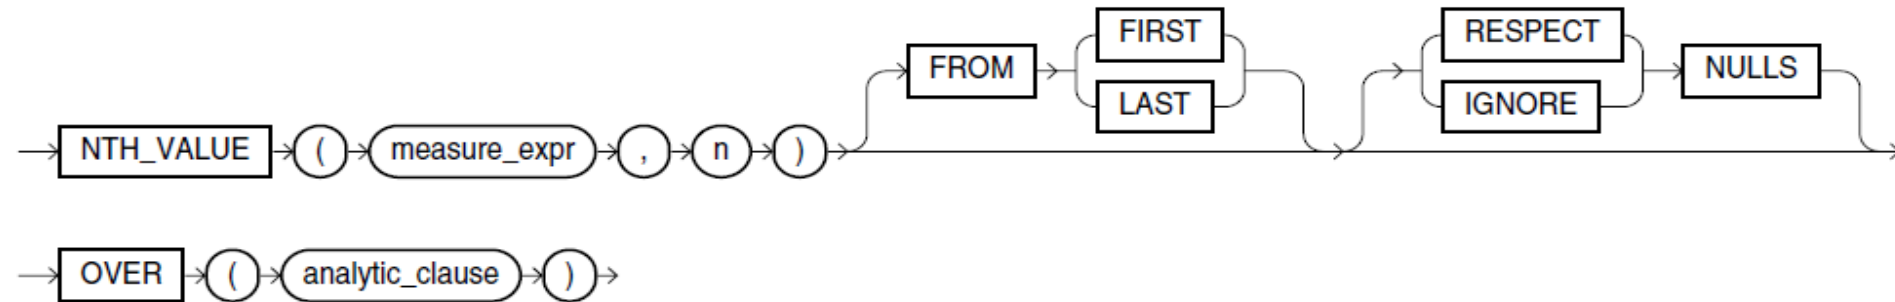 FIRST RESPECT
FROM NULLS
LAST IGNORE
NTH_VALUE ( measure_expr , n )
OVER ( analytic_clause )